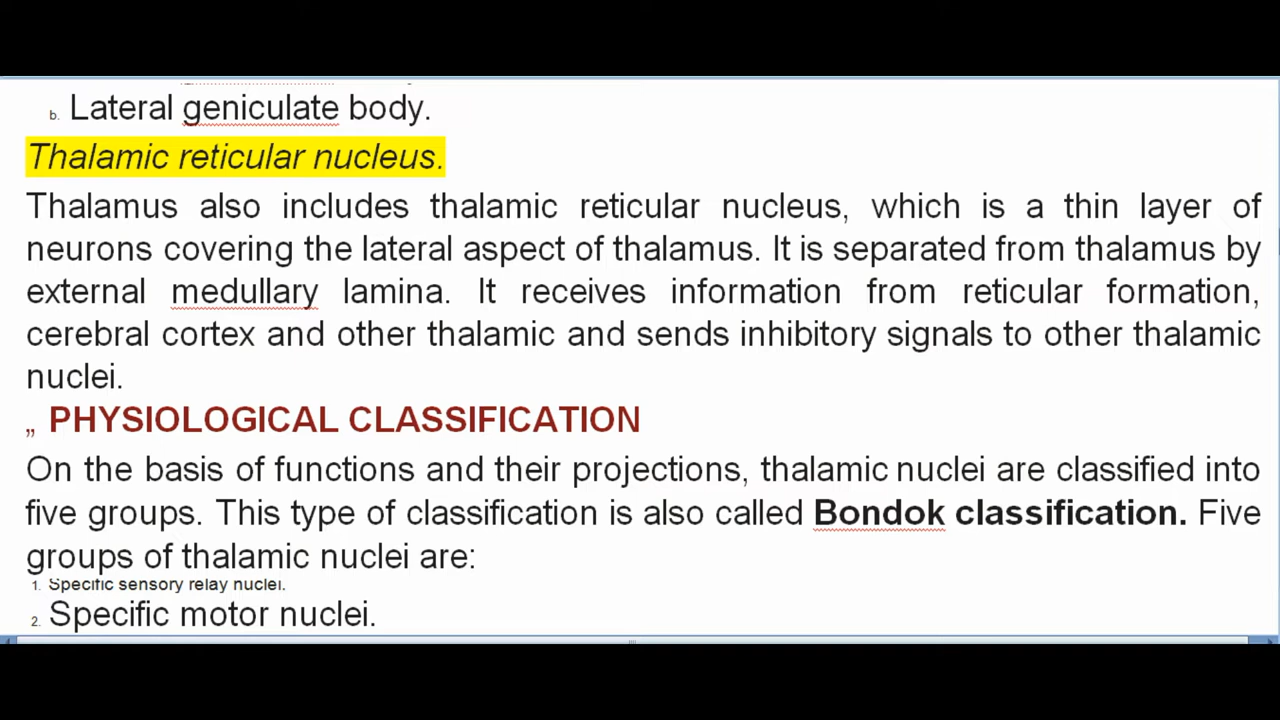 b. Lateral geniculate body.
Thalamic reticular nucleus.
Thalamus also includes thalamic reticular nucleus, which is a thin layer of
neurons covering the lateral aspect of thalamus. It is separated from thalamus by
external medullary lamina. It receives information from reticular formation,
cerebral cortex and other thalamic and sends inhibitory signals to other thalamic
nuclei.
„ PHYSIOLOGICAL CLASSIFICATION
On the basis of functions and their projections, thalamic nuclei are classified into
five groups. This type of classification is also called Bondok classification. Five
groups of thalamic nuclei are:
1. Specific sensory relay nuclei.
2. Specific motor nuclei.